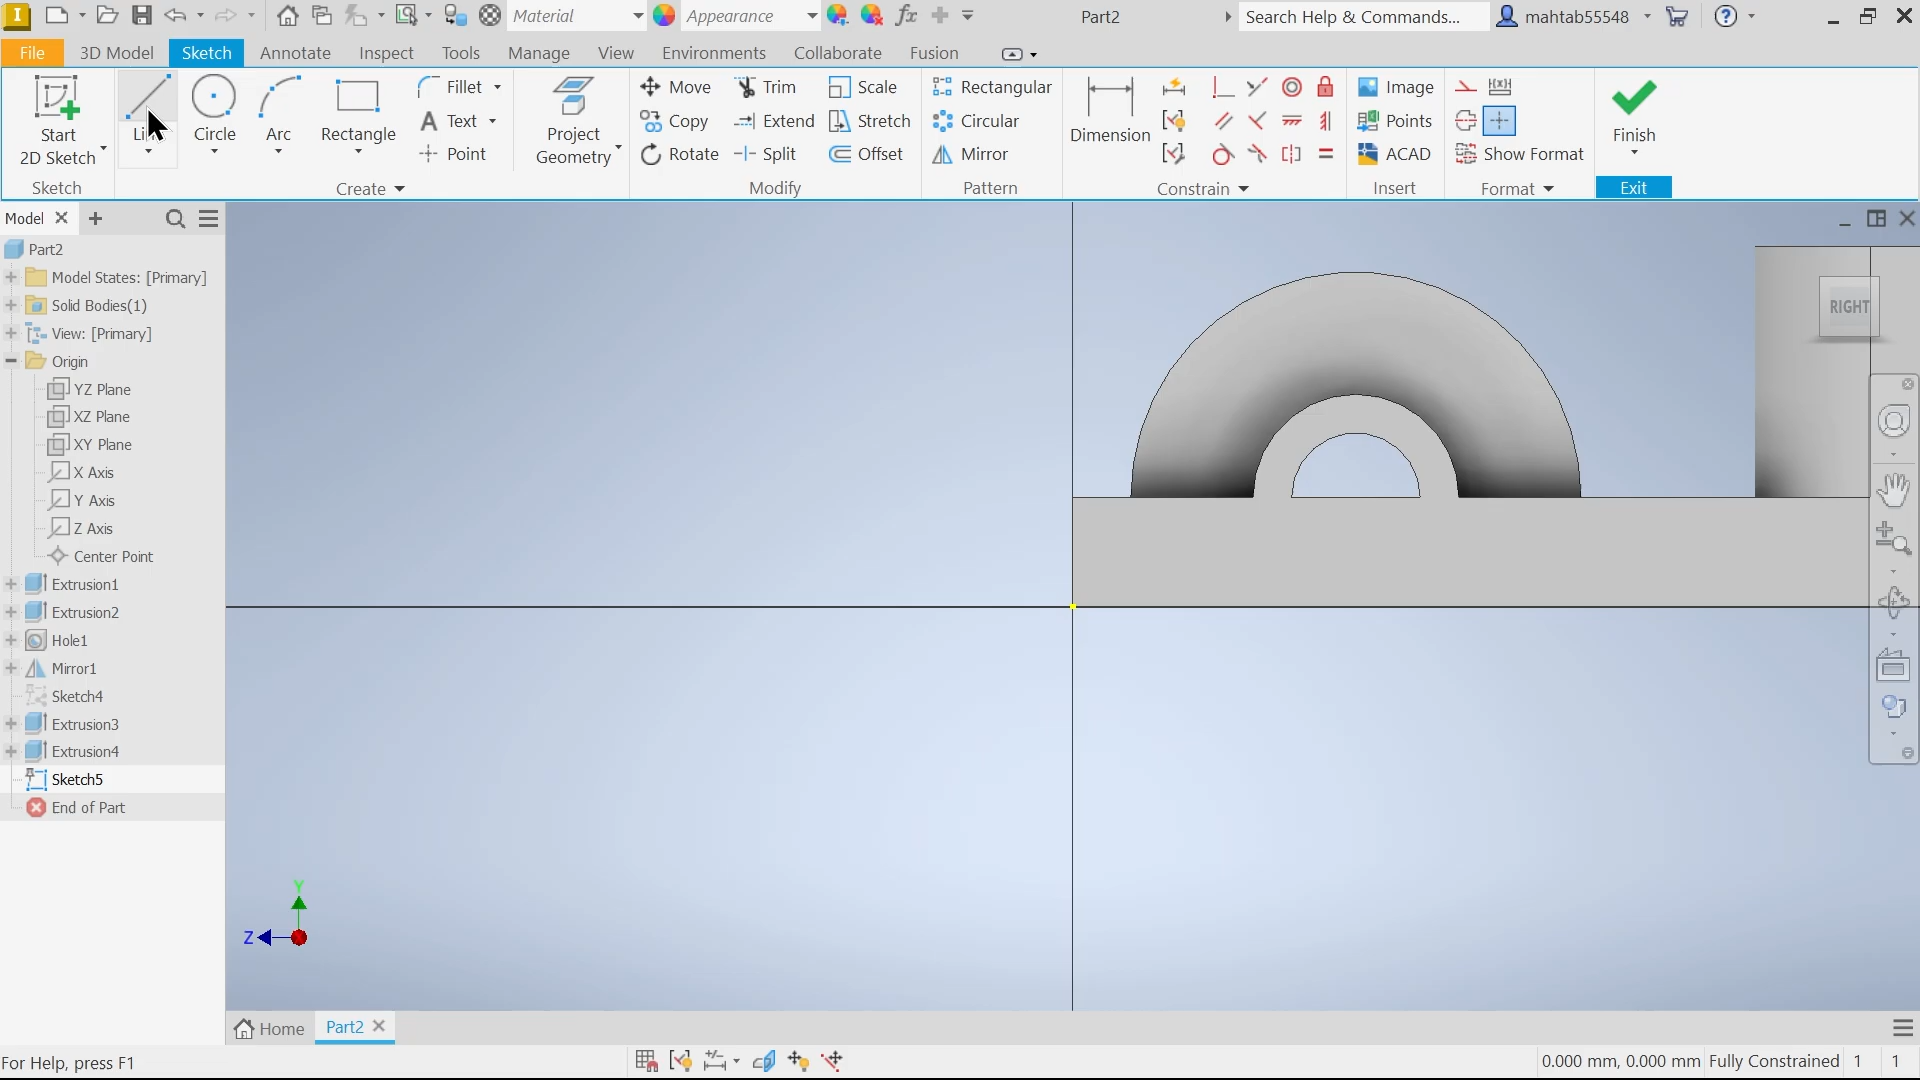 Material
Appearance
Part2
Search Help & Commands...
mahtab55548
File
3D Model
Sketch
Annotate
Inspect
Tools
Manage
View
Environments
Collaborate
Fusion
Start
2D Sketch
Circle
Arc
Rectangle
Fillet
Text
Point
Project
Geometry
Move
Copy
Rotate
Trim
Extend
Split
Scale
Stretch
Offset
Rectangular
Circular
Mirror
Dimension
Image
Points
ACAD
Show Format
Finish
Sketch
Create
Modify
Pattern
Constrain
Insert
Format
Exit
Model
Part2
Model States: [Primary]
Solid Bodies(1)
View: [Primary]
Origin
YZ Plane
XZ Plane
XY Plane
X Axis
Y Axis
Z Axis
Center Point
Extrusion1
Extrusion2
Hole1
Mirror1
Sketch4
Extrusion3
Extrusion4
Sketch5
End of Part
RIGHT
Y
Z
Home
Part2
For Help, press F1
0.000 mm, 0.000 mm
Fully Constrained
1
1